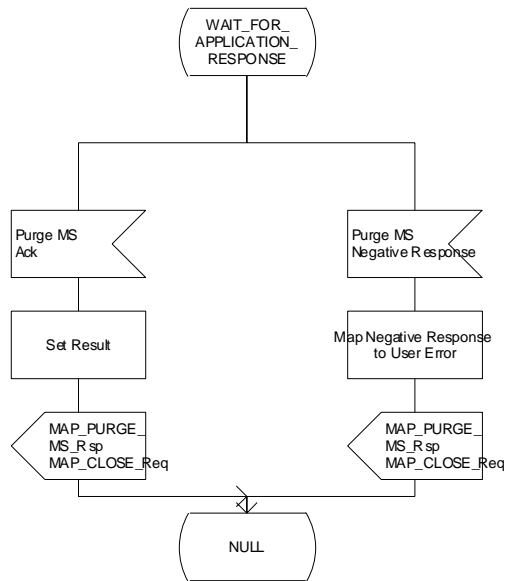 WAIT_FOR_
APPLICATION_
RESPONSE
Purge MS
Ack
Purge MS
Negative Response
Set Result
Map Negative Response
to User Error
MAP_PURGE_
MS_Rsp
MAP_CLOSE_Req
MAP_PURGE_
MS_Rsp
MAP_CLOSE_Req
NULL